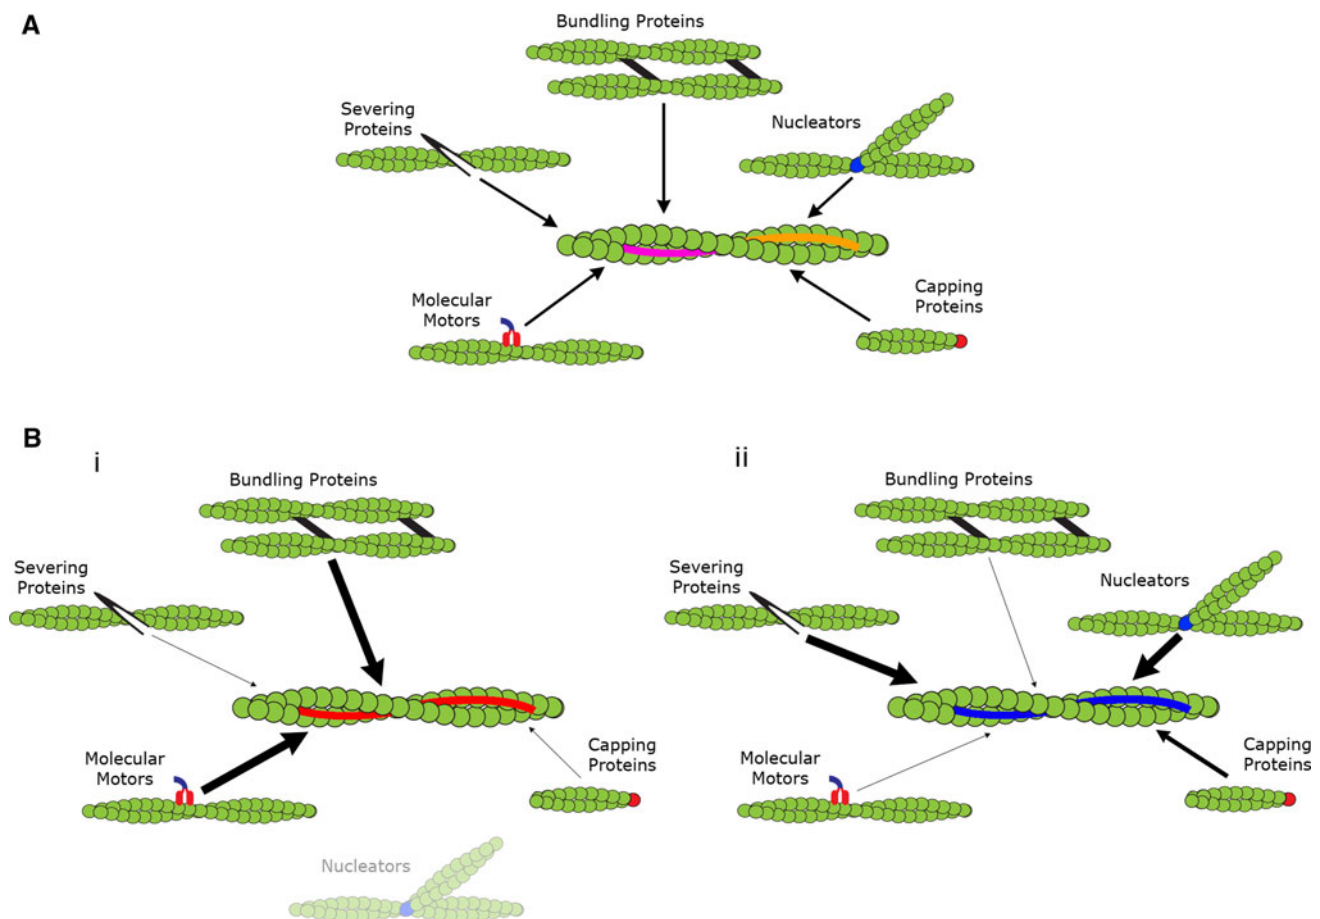 A
Bundling Proteins
Severing
Proteins
Nucleators
Molecular
Motors
Capping
Proteins
B
i
Bundling Proteins
Severing
Proteins
Molecular
Motors
Capping
Proteins
Nucleators
ii
Bundling Proteins
Severing
Proteins
Nucleators
Molecular
Motors
Capping
Proteins